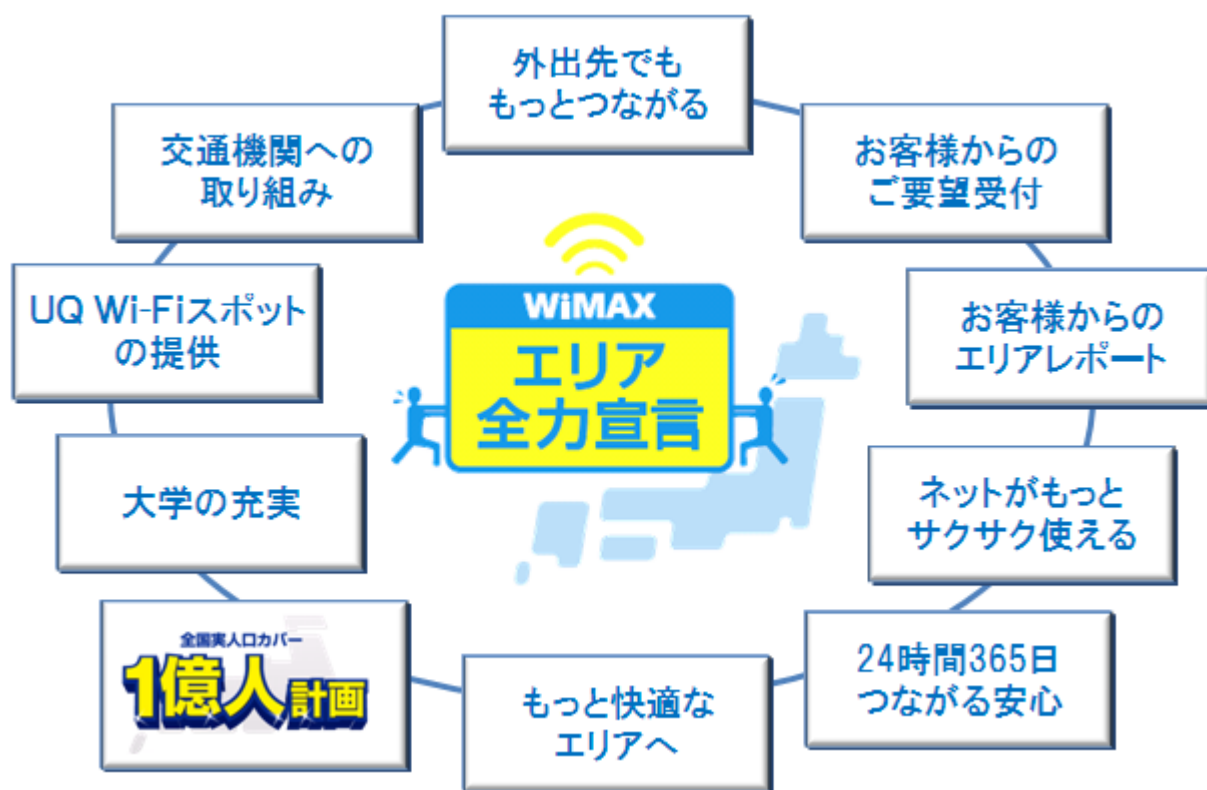 外出先でも
もっとつながる
交通機関への
取り組み
お客様からの
ご要望受付
UQ Wi-Fiスポット
の提供
WiMAX
エリア
全力宣言
お客様からの
エリアレポート
大学の充実
ネットがもっと
サクサク使える
全国実人口カバー
1億人計画
もっと快適な
エリアへ
24時間365日
つながる安心